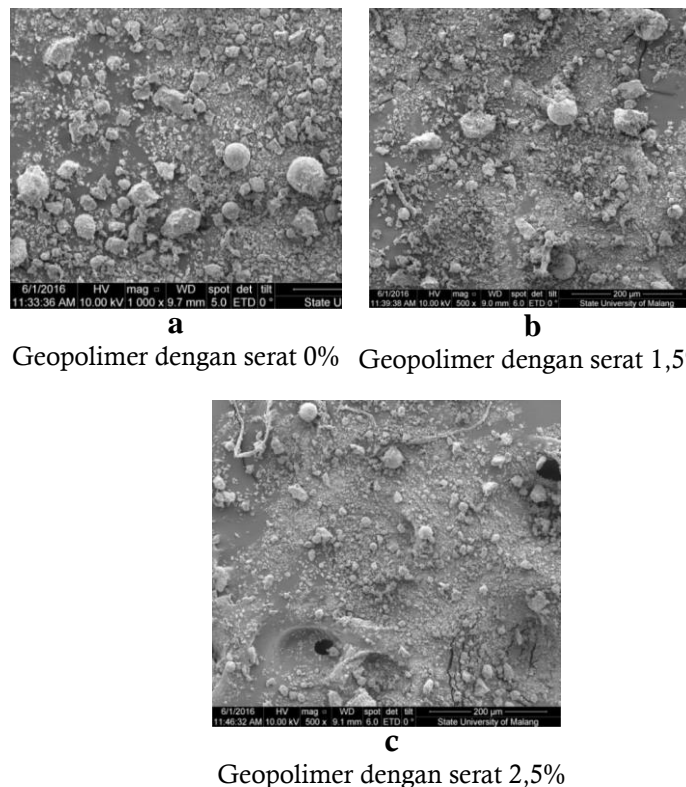 6/1/2016 HV mag □ WD spot det tilt
11:33:36 AM 10.00 kV 1 000 x 9.7 mm 5.0 ETD 0° State U
a
Geopolimer dengan serat 0%
6/1/2016 HV mag □ WD spot det tilt 200 µm
11:39:38 AM 10.00 kV 500 x 9.0 mm 6.0 ETD 0° State University of Malang
b
Geopolimer dengan serat 1,5
6/1/2016 HV mag □ WD spot det tilt 200 µm
11:46:32 AM 10.00 kV 500 x 9.1 mm 6.0 ETD 0° State University of Malang
c
Geopolimer dengan serat 2,5%